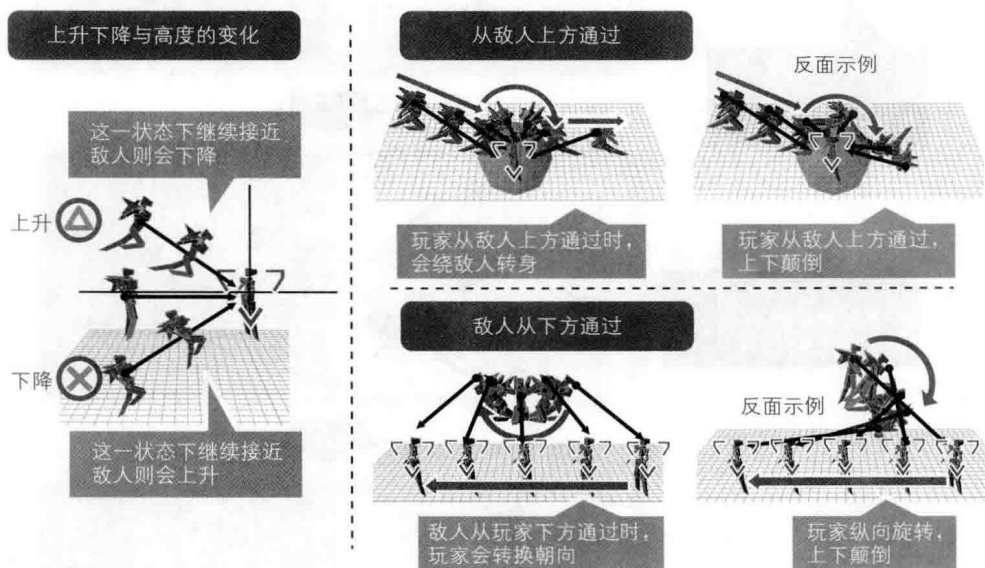 上升下降与高度的变化
这一状态下继续接近
敌人则会下降
上升
下降
这一状态下继续接近
敌人则会上升
从敌人上方通过
反面示例
玩家从敌人上方通过时，
会绕敌人转身
玩家从敌人上方通过，
上下颠倒
敌人从下方通过
反面示例
敌人从玩家下方通过时，
玩家会转换朝向
玩家纵向旋转，
上下颠倒